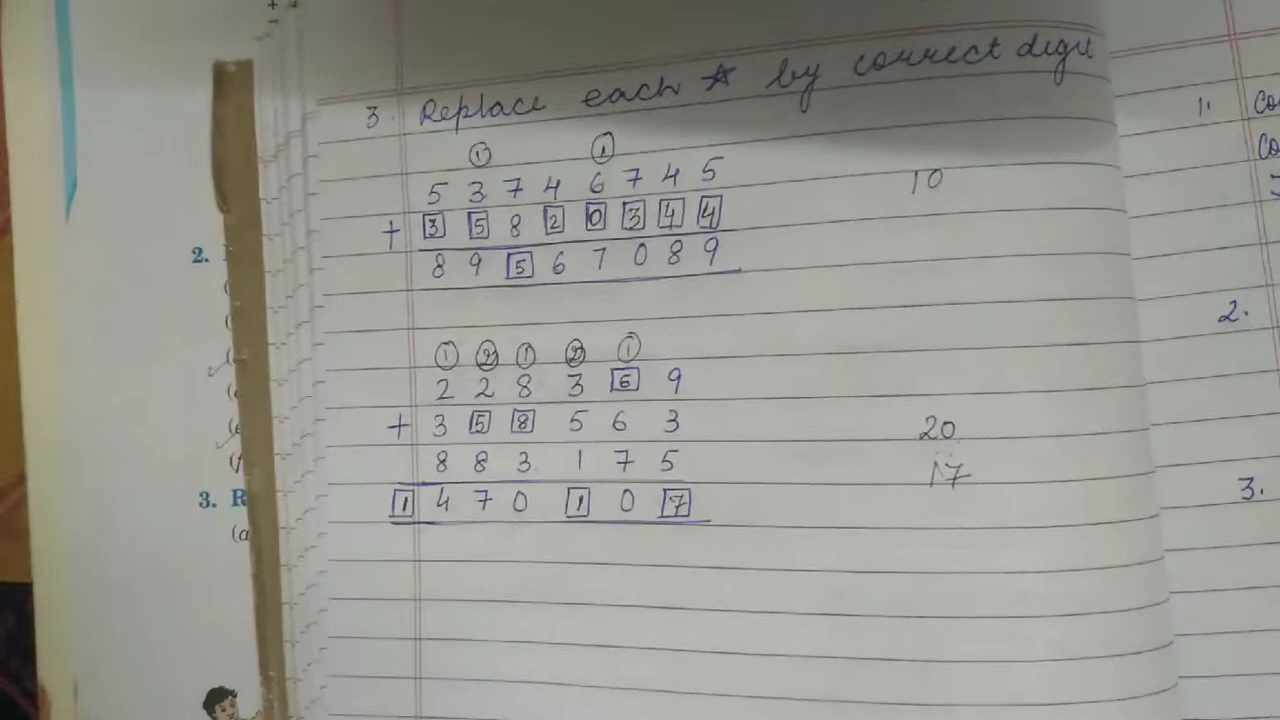 3. Replace each ★ by correct digi
① ①
5 3 7 4 6 7 4 5
10
+ 3 5 8 2 0 3 4 4
8 9 5 6 7 0 8 9
① ② ① ② ①
2 2 8 3 6 9
+ 3 5 8 5 6 3
20
8 8 3 1 7 5
17
1 4 7 0 1 0 7
2.
3. R
(a
1. Co
Co
2.
3.